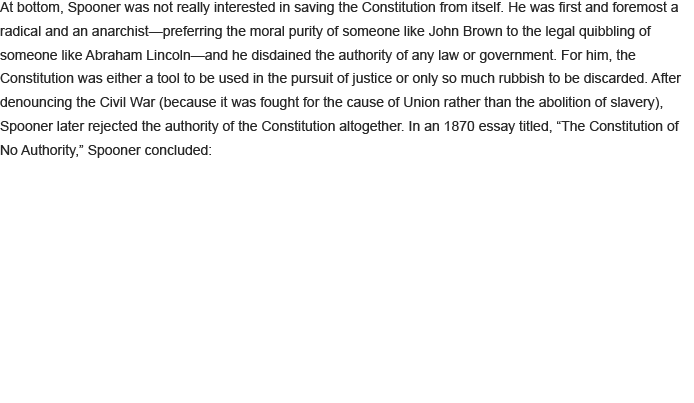 At bottom, Spooner was not really interested in saving the Constitution from itself. He was first and foremost a
radical and an anarchist—preferring the moral purity of someone like John Brown to the legal quibbling of
someone like Abraham Lincoln—and he disdained the authority of any law or government. For him, the
Constitution was either a tool to be used in the pursuit of justice or only so much rubbish to be discarded. After
denouncing the Civil War (because it was fought for the cause of Union rather than the abolition of slavery),
Spooner later rejected the authority of the Constitution altogether. In an 1870 essay titled, “The Constitution of
No Authority,” Spooner concluded: